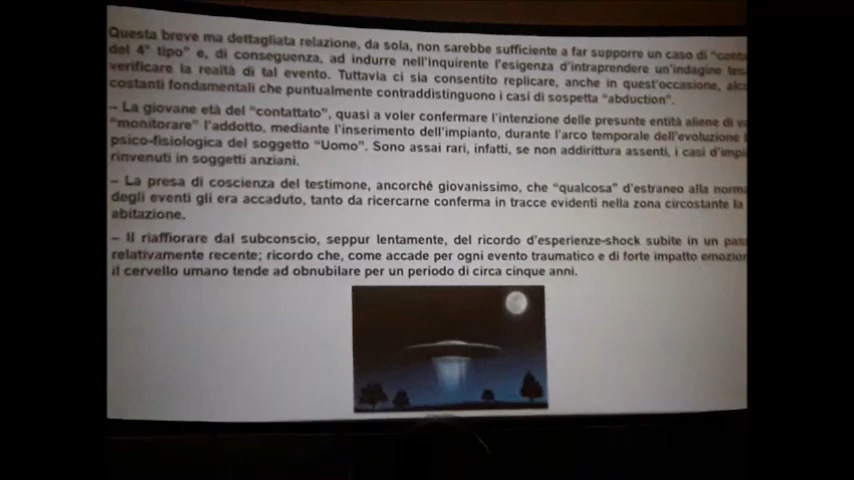 Questa breve ma dettagliata relazione, da sola, non sarebbe sufficiente a far supporre un caso di
del 4° tipo" e, di conseguenza, ad indurre nell'inquirente l'esigenza d'intraprendere un'indagine
verificare la realtà di tal evento. Tuttavia ci sia consentito replicare, anche in quest'occasione,
costanti fondamentali che puntualmente contraddistinguono i casi di sospetta "abduction".
– La giovane età del "contattato", quasi a voler confermare l'intenzione delle presunte entità aliene di
"monitorare" l'addotto, mediante l'inserimento dell'impianto, durante l'arco temporale dell'evoluzione
psico-fisiologica del soggetto "Uomo". Sono assai rari, infatti, se non addirittura assenti, i casi
rinvenuti in soggetti anziani.
– La presa di coscienza del testimone, ancorché giovanissimo, che "qualcosa" d'estraneo alla
degli eventi gli era accaduto, tanto da ricercarne conferma in tracce evidenti nella zona circostante la
abitazione.
– Il riaffiorare dal subconscio, seppur lentamente, del ricordo d'esperienze-shock subite in un
relativamente recente; ricordo che, come accade per ogni evento traumatico e di forte impatto
il cervello umano tende ad obnubilare per un periodo di circa cinque anni.